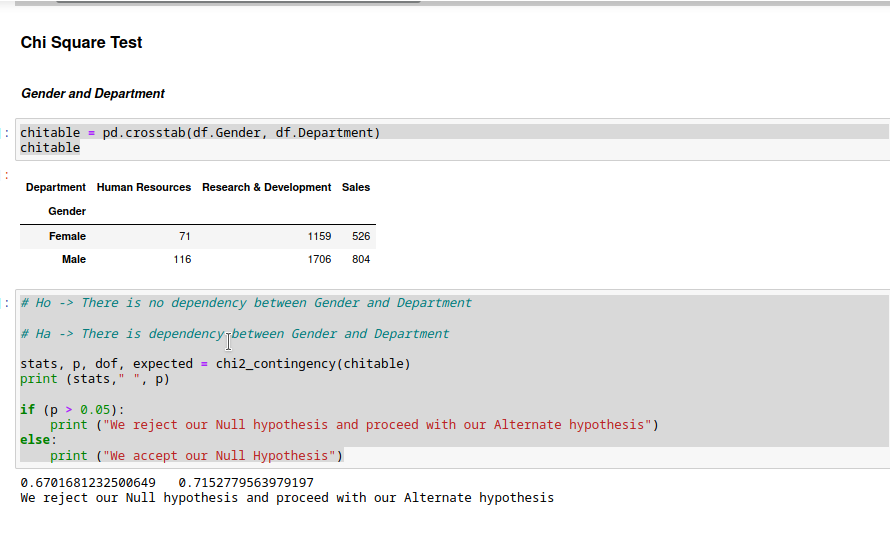 Chi Square Test
Gender and Department
]: chitable = pd.crosstab(df.Gender, df.Department)
chitable
:
Department Human Resources Research & Development Sales
Gender
Female 71 1159 526
Male 116 1706 804
]: # Ho -> There is no dependency between Gender and Department
# Ha -> There is dependency between Gender and Department
stats, p, dof, expected = chi2_contingency(chitable)
print (stats," ", p)
if (p > 0.05):
    print ("We reject our Null hypothesis and proceed with our Alternate hypothesis")
else:
    print ("We accept our Null Hypothesis")
0.6701681232500649   0.7152779563979197
We reject our Null hypothesis and proceed with our Alternate hypothesis